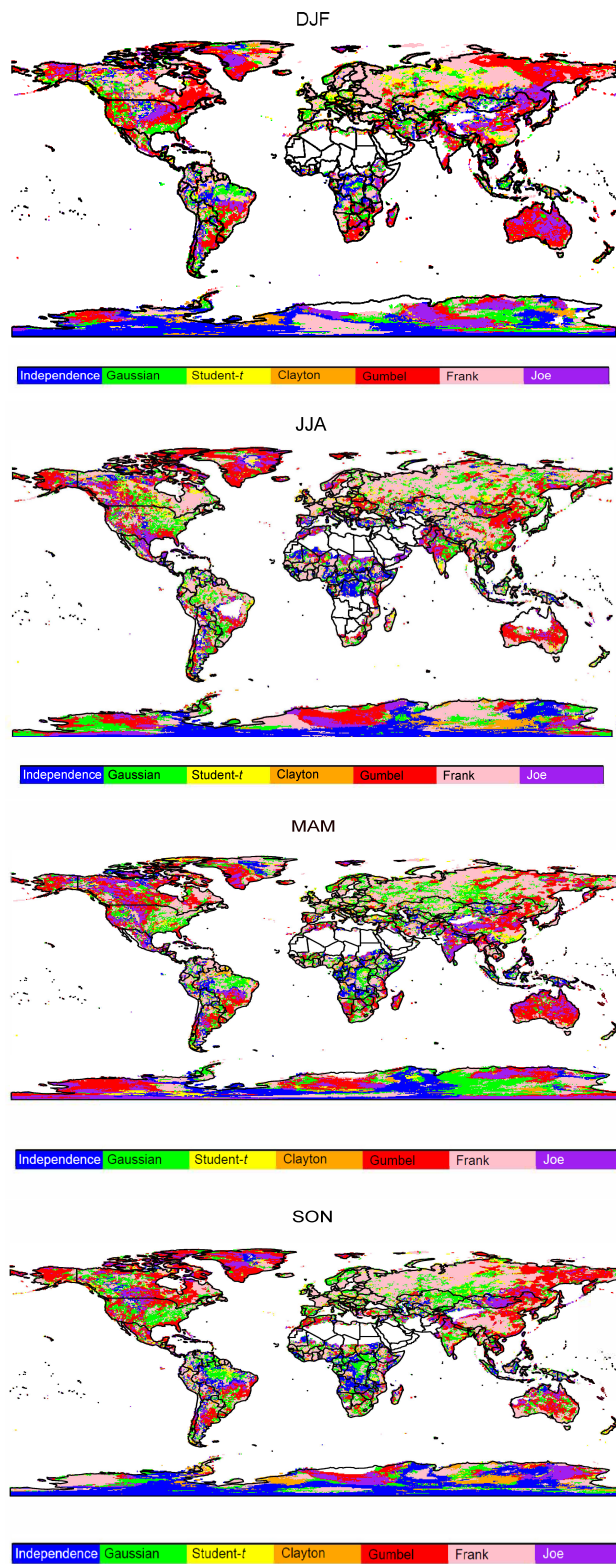 DJF
Independence Gaussian Student-t Clayton Gumbel Frank Joe
JJA
Independence Gaussian Student-t Clayton Gumbel Frank Joe
MAM
Independence Gaussian Student-t Clayton Gumbel Frank Joe
SON
Independence Gaussian Student-t Clayton Gumbel Frank Joe